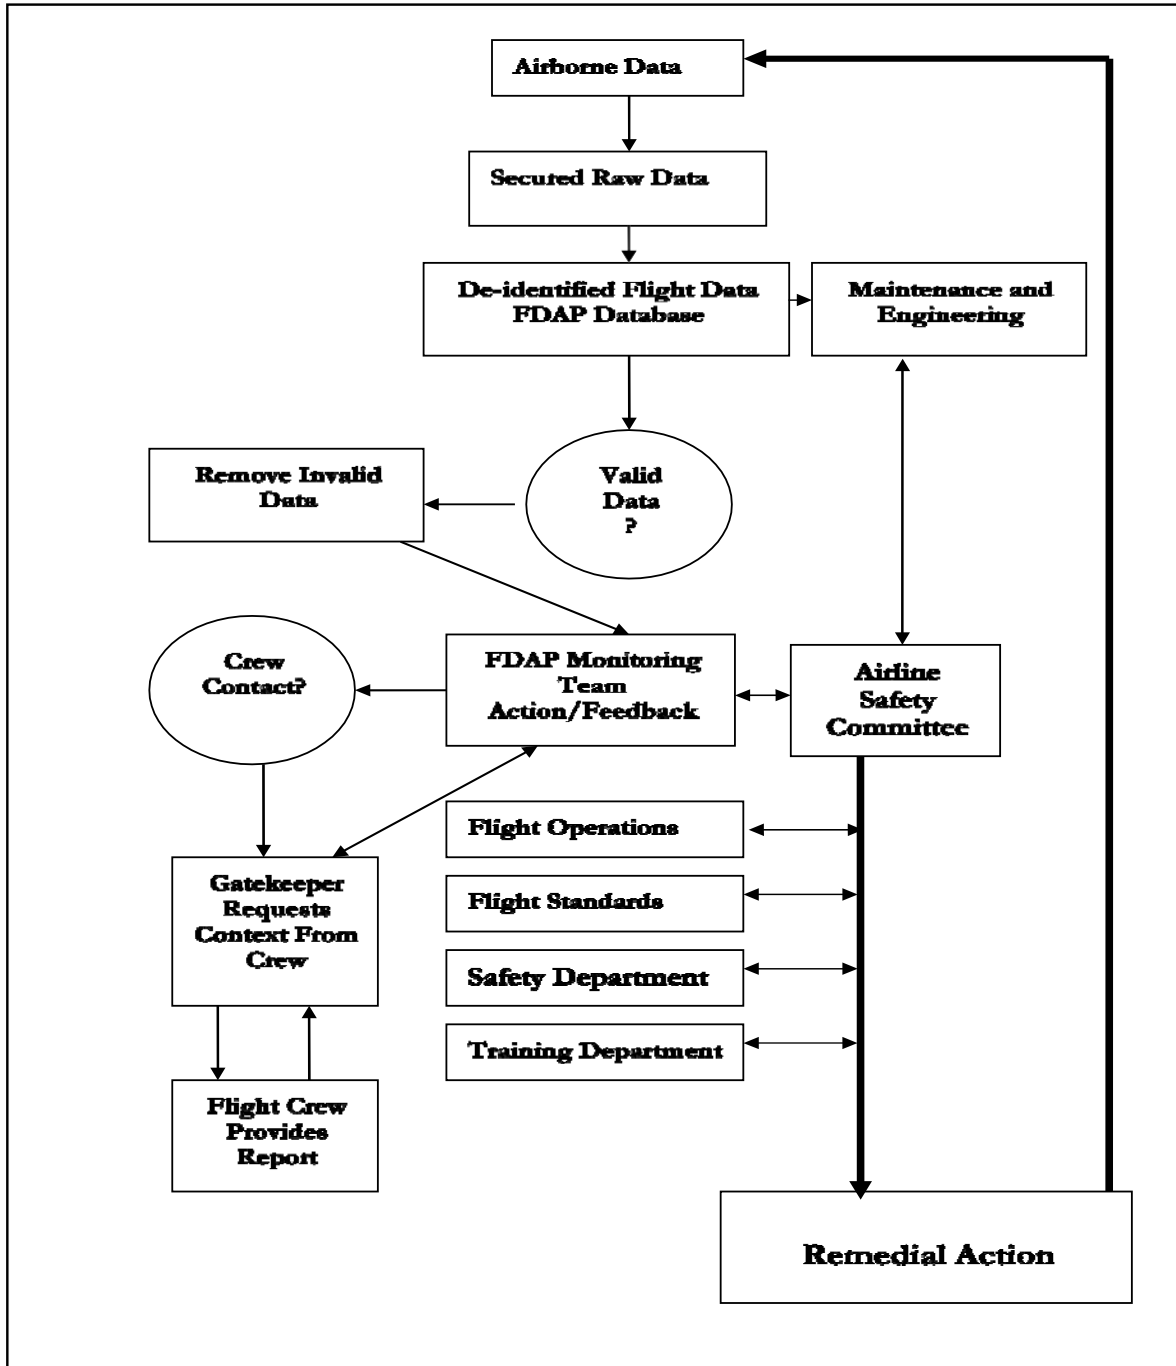 Airborne Data
Secured Raw Data
De-identified Flight Data
FDAP Database
Maintenance and
Engineering
Valid
Data
?
Remove Invalid
Data
Crew
Contact?
FDAP Monitoring
Team
Action/Feedback
Airline
Safety
Committee
Flight Operations
Gatekeeper
Requests
Context From
Crew
Flight Standards
Safety Department
Training Department
Flight Crew
Provides
Report
Remedial Action